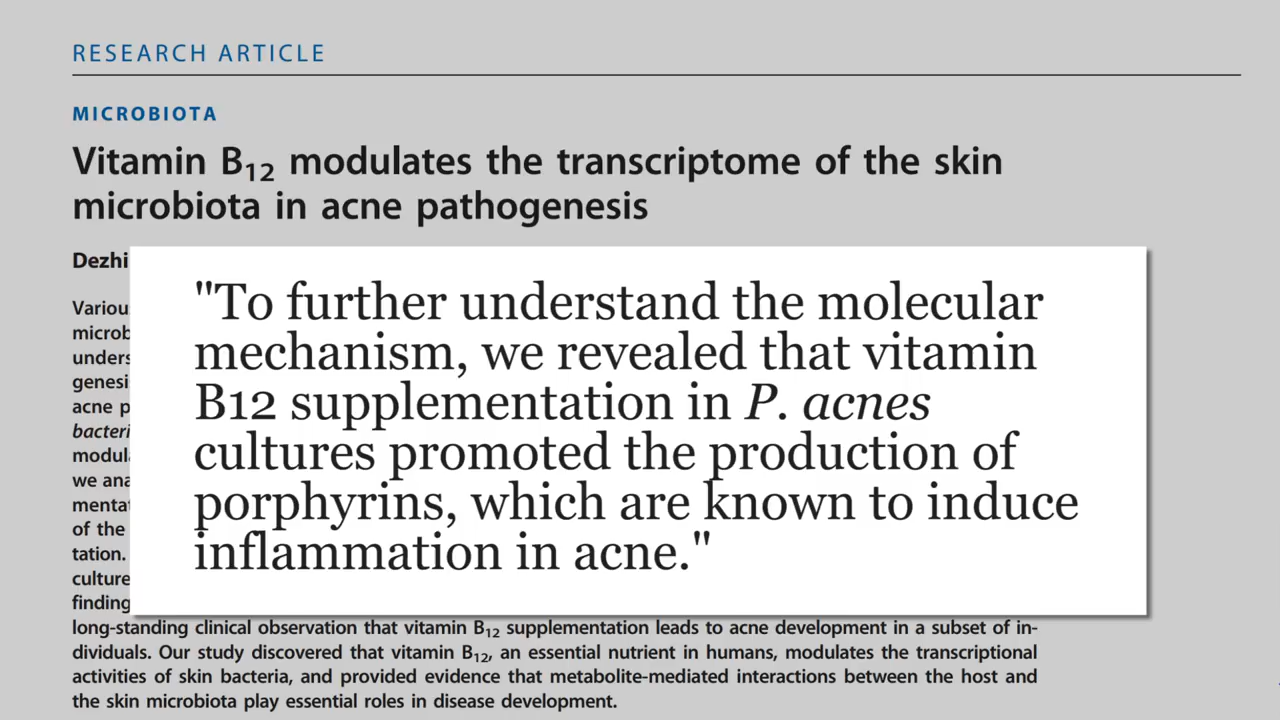 RESEARCH ARTICLE
MICROBIOTA
Vitamin B12 modulates the transcriptome of the skin
microbiota in acne pathogenesis
Dezhi
"To further understand the molecular
mechanism, we revealed that vitamin
B12 supplementation in P. acnes
cultures promoted the production of
porphyrins, which are known to induce
inflammation in acne."
of the
tation.
long-standing clinical observation that vitamin B12 supplementation leads to acne development in a subset of in-
dividuals. Our study discovered that vitamin B12, an essential nutrient in humans, modulates the transcriptional
activities of skin bacteria, and provided evidence that metabolite-mediated interactions between the host and
the skin microbiota play essential roles in disease development.